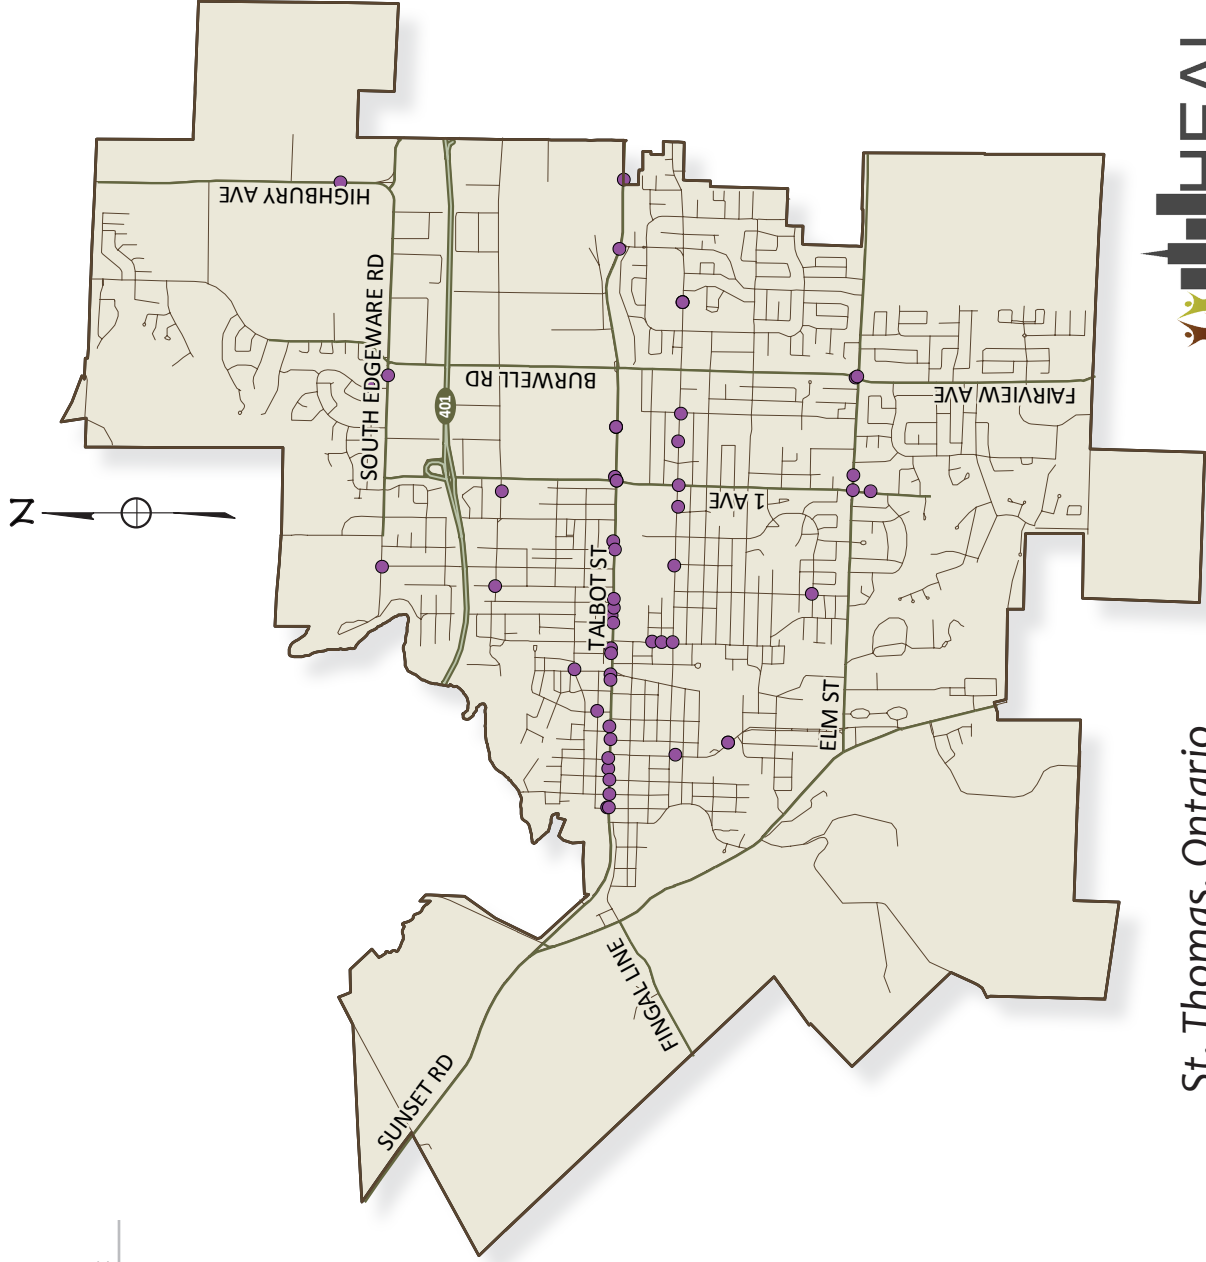 N
HIGHBURY AVE
SOUTH EDGEWARE RD
401
BURWELL RD
FAIRVIEW AVE
1 AVE
TALBOT ST
ELM ST
FINGAL LINE
SUNSET RD
St. Thomas, Ontario